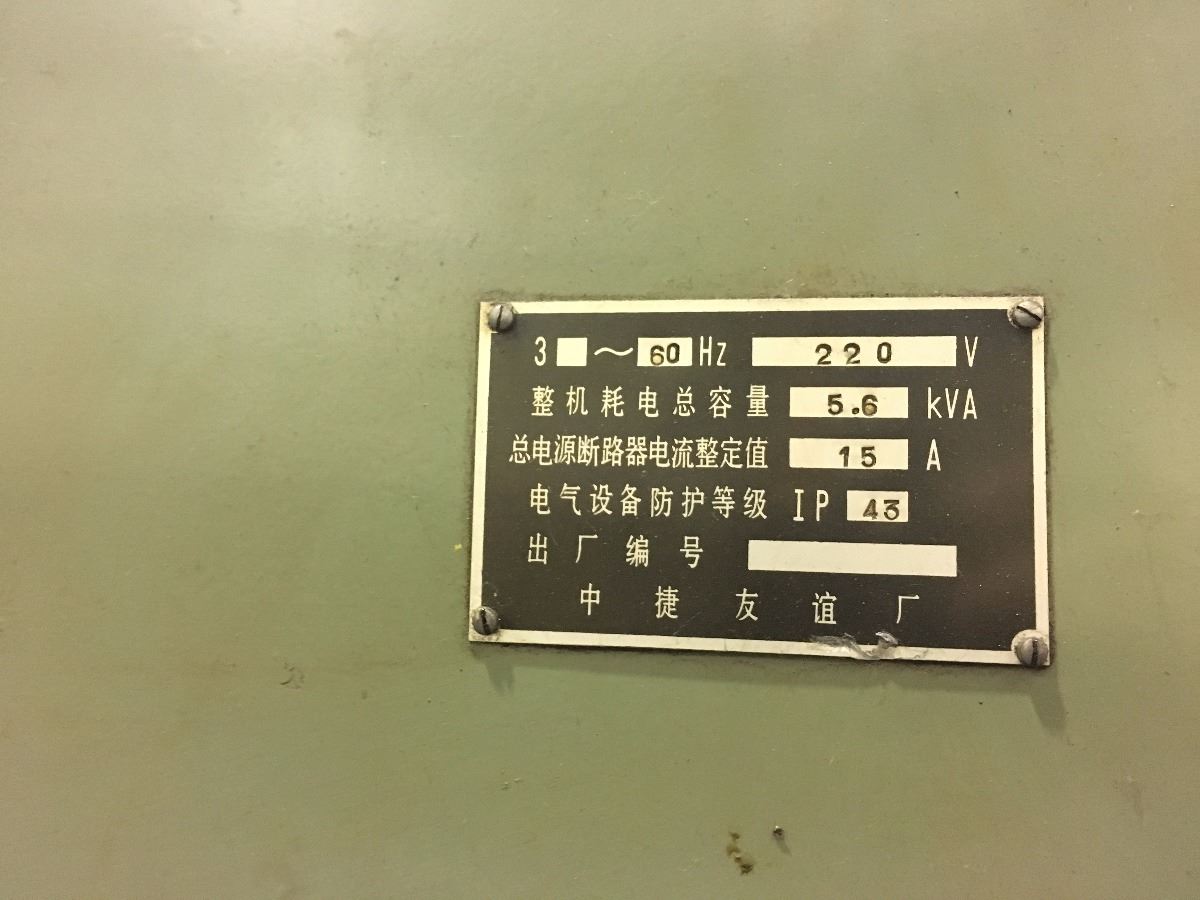 3 ～ 60 Hz 220 V
整机耗电总容量 5.6 kVA
总电源断路器电流整定值 15 A
电气设备防护等级 IP 43
出厂编号
中捷友谊厂